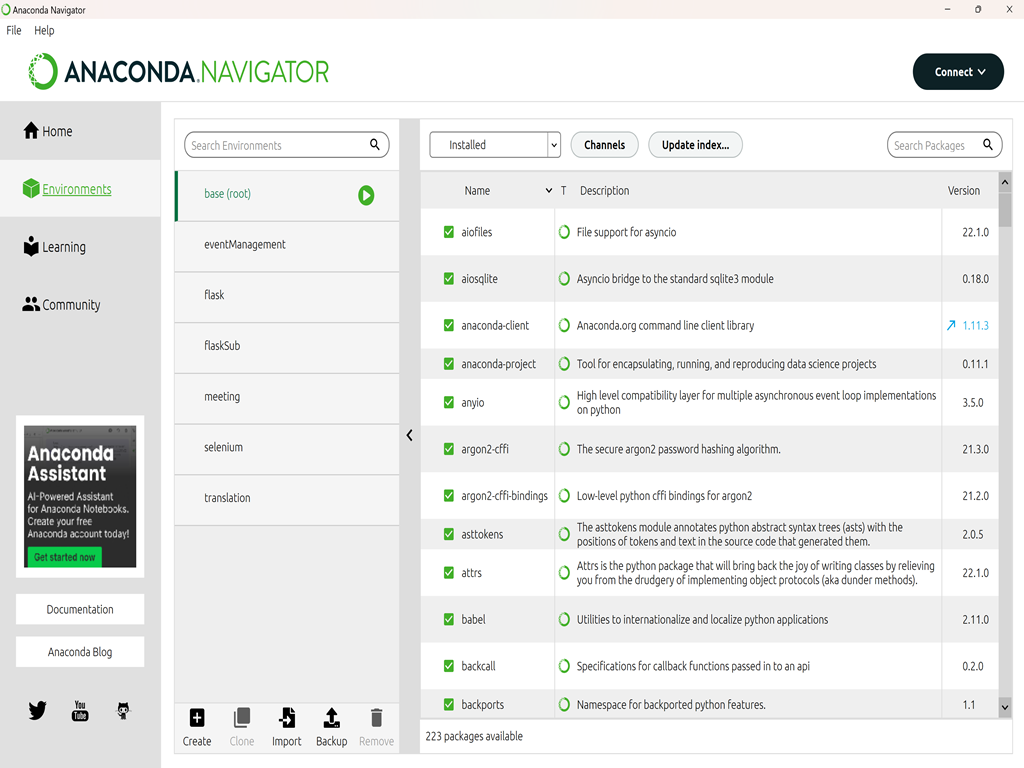 Anaconda Navigator
File Help
ANACONDA.NAVIGATOR
Connect
Home
Environments
Learning
Community
Anaconda
Assistant
AI-Powered Assistant
for Anaconda Notebooks.
Create your free
Anaconda account today!
Get started now
Documentation
Anaconda Blog
You
Tube
Search Environments
base (root)
eventManagement
flask
flaskSub
meeting
selenium
translation
Create Clone Import Backup Remove
Installed Channels Update index... Search Packages
Name T Description Version
aiofiles File support for asyncio 22.1.0
aiosqlite Asyncio bridge to the standard sqlite3 module 0.18.0
anaconda-client Anaconda.org command line client library 1.11.3
anaconda-project Tool for encapsulating, running, and reproducing data science projects 0.11.1
anyio High level compatibility layer for multiple asynchronous event loop implementations
on python 3.5.0
argon2-cffi The secure argon2 password hashing algorithm. 21.3.0
argon2-cffi-bindings Low-level python cffi bindings for argon2 21.2.0
asttokens The asttokens module annotates python abstract syntax trees (asts) with the
positions of tokens and text in the source code that generated them. 2.0.5
attrs Attrs is the python package that will bring back the joy of writing classes by relieving
you from the drudgery of implementing object protocols (aka dunder methods). 22.1.0
babel Utilities to internationalize and localize python applications 2.11.0
backcall Specifications for callback functions passed in to an api 0.2.0
backports Namespace for backported python features. 1.1
223 packages available